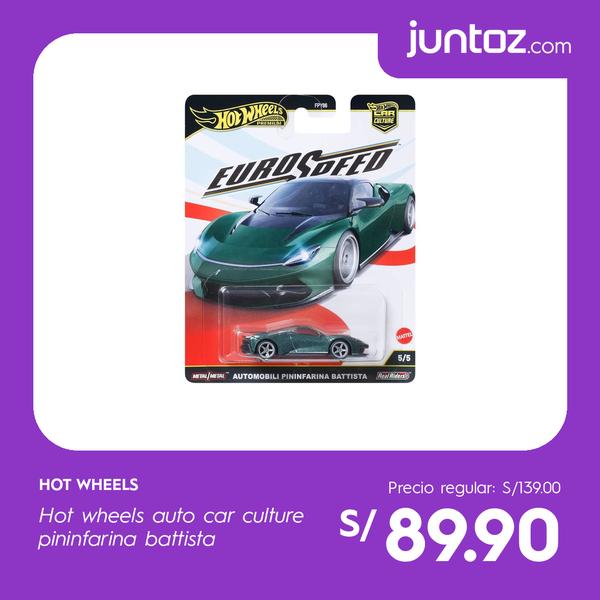 juntoz.com
HOT WHEELS
PREMIUM
FPY86
CAR
CULTURE
EUROSPEED
MATTEL
5/5
METAL/METAL
AUTOMOBILI PININFARINA BATTISTA
Real Riders
HOT WHEELS
Hot wheels auto car culture
pininfarina battista
Precio regular: S/139.00
S/89.90